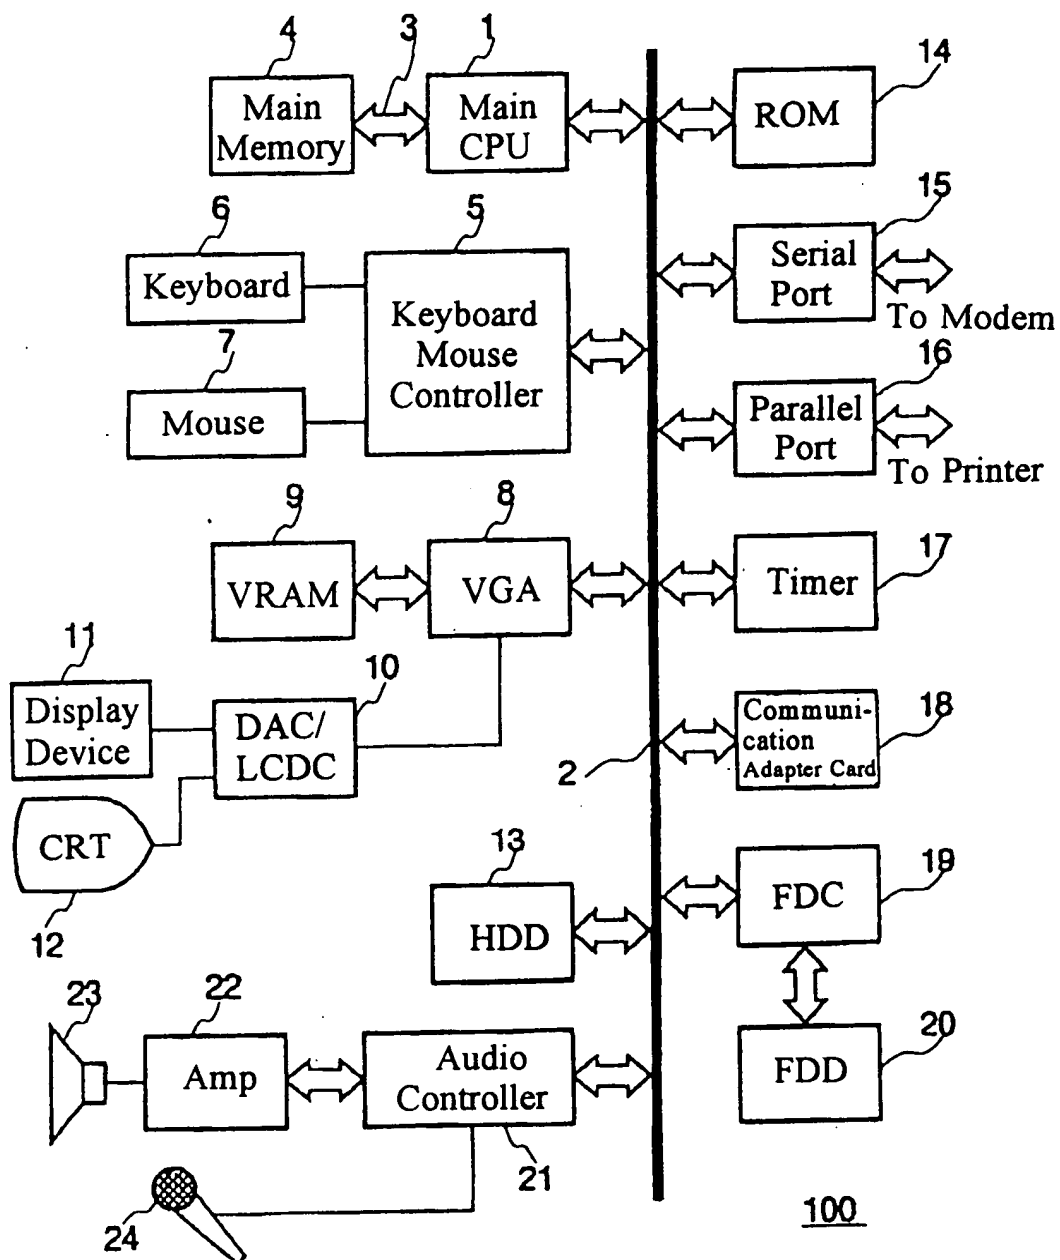 4
3
1
14
Main
Memory
Main
CPU
ROM
6
5
15
Keyboard
Keyboard
Mouse
Controller
Serial
Port
To Modem
7
Mouse
16
Parallel
Port
To Printer
9
8
17
VRAM
VGA
Timer
11
10
18
Display
Device
DAC/
LCDC
2
Communi-
cation
Adapter Card
CRT
12
13
19
HDD
FDC
23
22
20
Amp
Audio
Controller
FDD
21
24
100